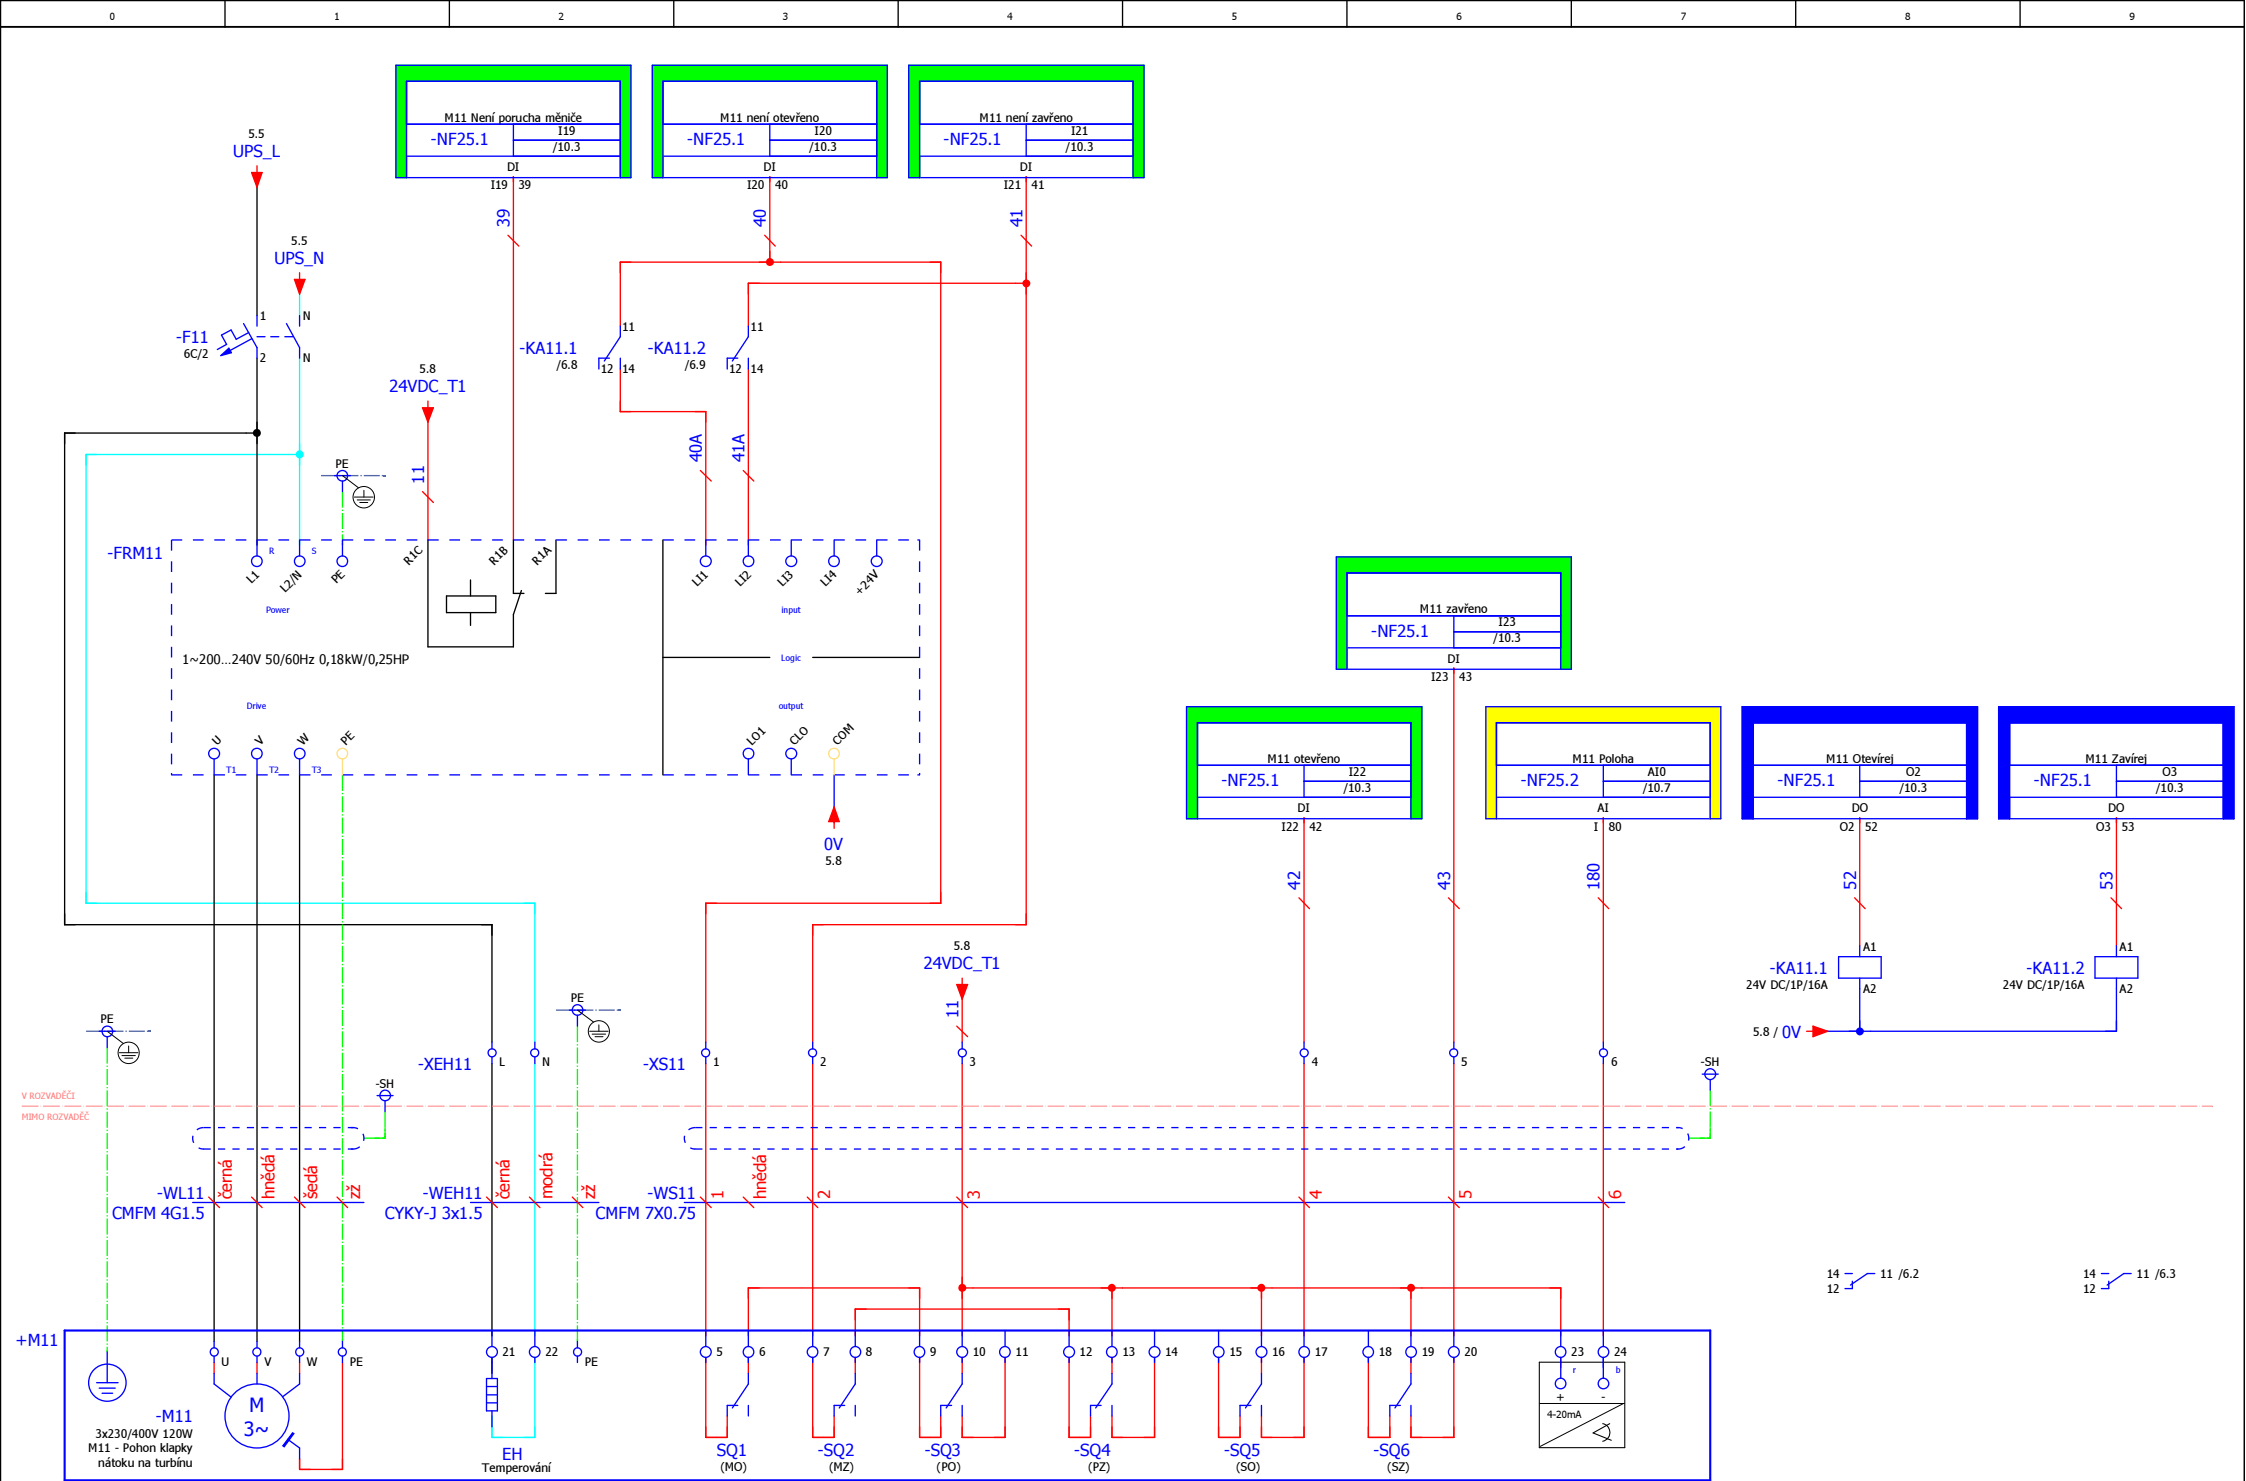 0 1 2 3 4 5 6 7 8 9
M11 Není porucha měniče
-NF25.1 I19
/10.3
DI
I19 39
39
M11 není otevřeno
-NF25.1 I20
/10.3
DI
I20 40
40
M11 není zavřeno
-NF25.1 I21
/10.3
DI
I21 41
41
5.5
UPS_L
5.5
UPS_N
-F11
6C/2
1 N
2 N
5.8
24VDC_T1
11
-KA11.1
/6.8
11
12 14
-KA11.2
/6.9
11
12 14
40A
41A
PE
-FRM11
R S
L1 L2/N PE
R1C R1B R1A
LI1 LI2 LI3 LI4 +24V
Power
input
1~200...240V 50/60Hz 0,18kW/0,25HP
Logic
Drive
output
U V W PE
T1 T2 T3
LO1 CLO COM
0V
5.8
M11 zavřeno
-NF25.1 I23
/10.3
DI
I23 43
43
M11 otevřeno
-NF25.1 I22
/10.3
DI
I22 42
42
M11 Poloha
-NF25.2 AI0
/10.7
AI
I 80
180
M11 Otevírej
-NF25.1 O2
/10.3
DO
O2 52
52
M11 Zavírej
-NF25.1 O3
/10.3
DO
O3 53
53
-KA11.1
24V DC/1P/16A
A1
A2
-KA11.2
24V DC/1P/16A
A1
A2
5.8 / 0V
5.8
24VDC_T1
11
PE
PE
-XEH11 L N
-XS11 1 2 3 4 5 6
-SH
-SH
V ROZVADĚČI
MIMO ROZVADĚČ
-WL11
CMFM 4G1.5
černá hnědá šedá zž
-WEH11
CYKY-J 3x1.5
černá modrá zž
-WS11
CMFM 7X0.75
1 hnědá 2 3 4 5 6
14 11 /6.2
12
14 11 /6.3
12
+M11
U V W PE
21 22 PE
5 6 7 8 9 10 11 12 13 14 15 16 17 18 19 20 23 24
M
3~
-M11
3x230/400V 120W
M11 - Pohon klapky
nátoku na turbínu
EH
Temperování
SQ1
(MO)
-SQ2
(MZ)
-SQ3
(PO)
-SQ4
(PZ)
-SQ5
(SO)
-SQ6
(SZ)
r b
+ -
4-20mA